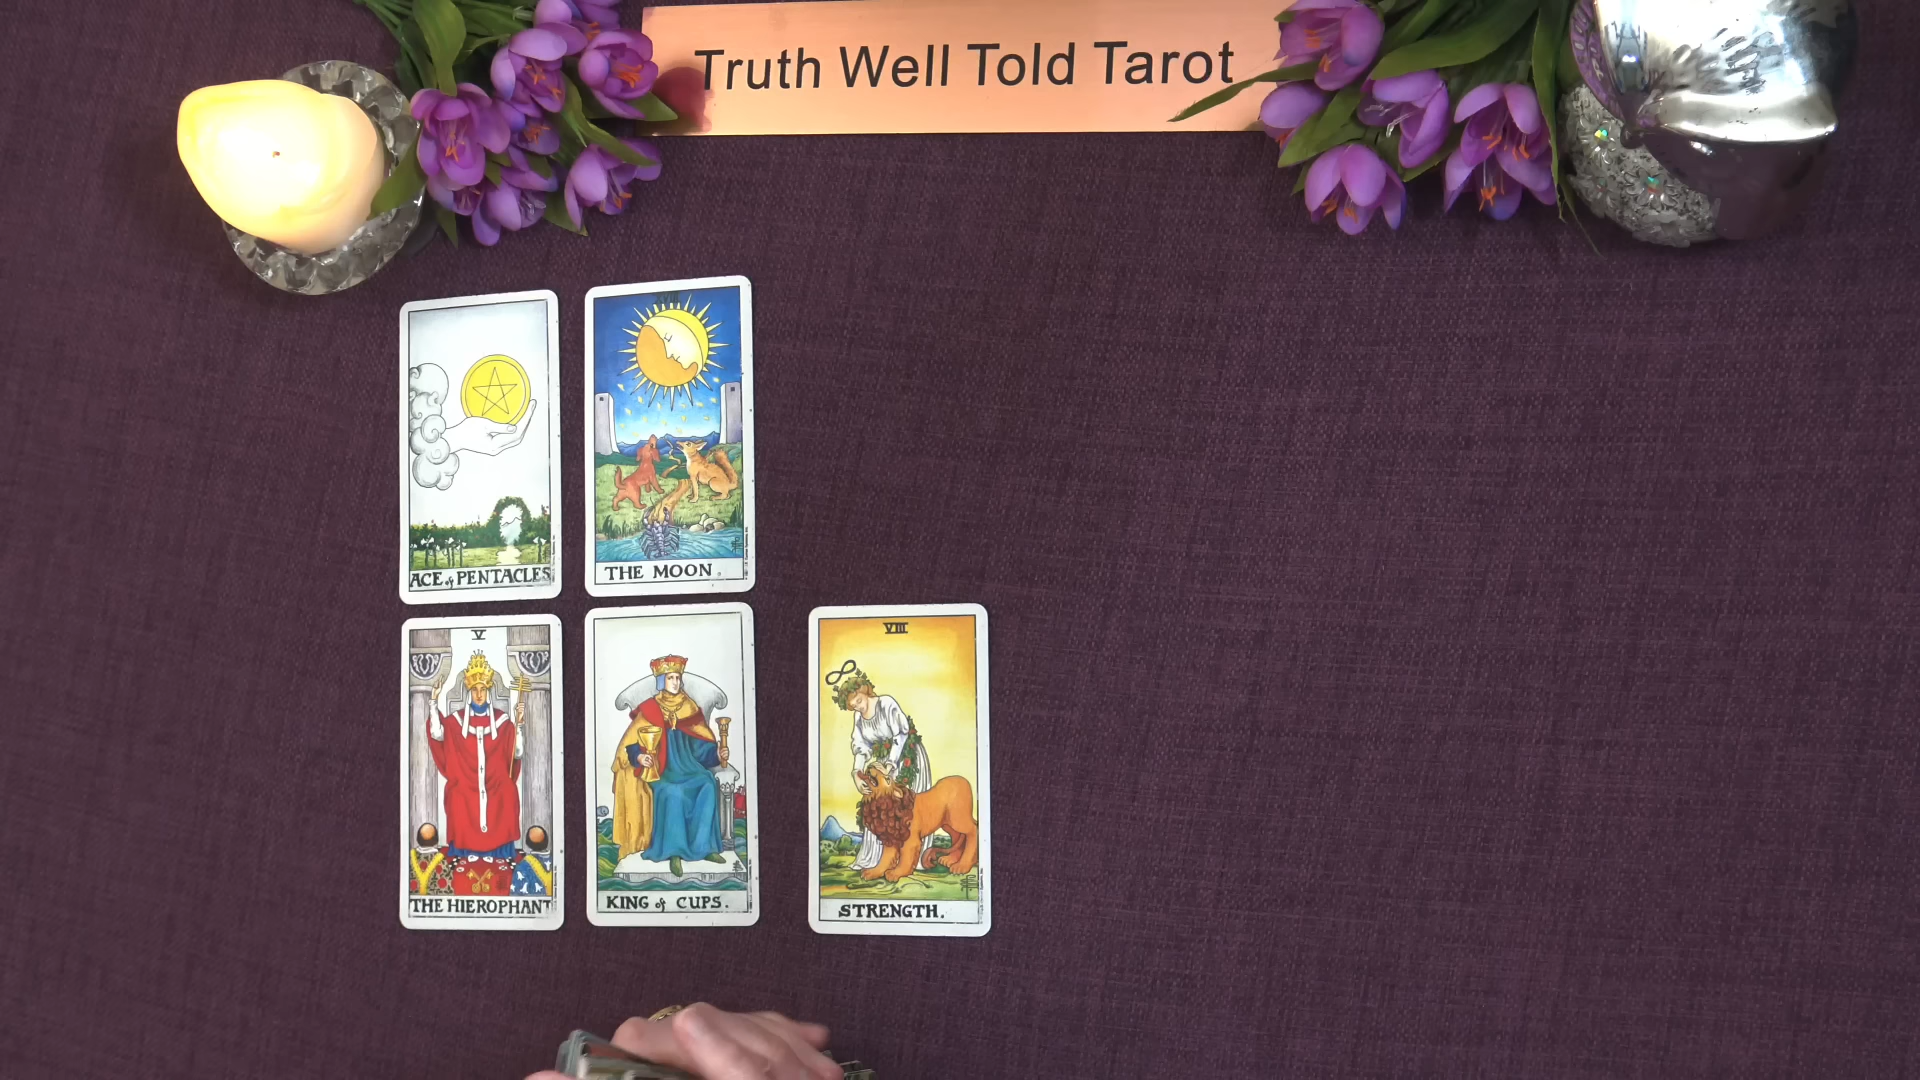 Truth Well Told Tarot
ACE of PENTACLES
THE MOON.
V
THE HIEROPHANT
KING of CUPS.
VIII
STRENGTH.